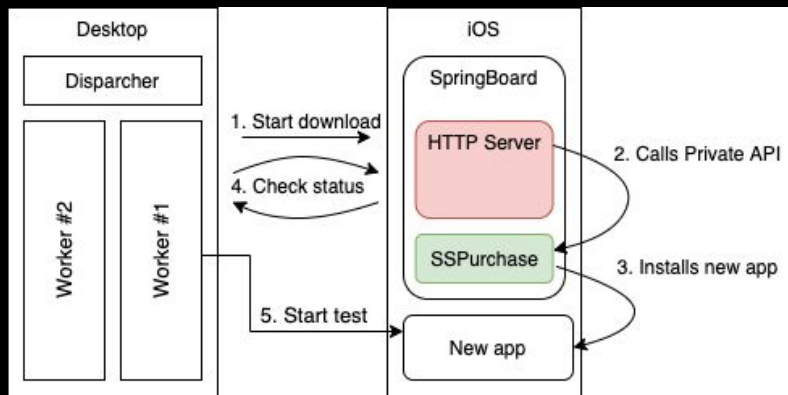 Desktop
Disparcher
Worker #2
Worker #1
1. Start download
4. Check status
5. Start test
iOS
SpringBoard
HTTP Server
SSPurchase
New app
2. Calls Private API
3. Installs new app